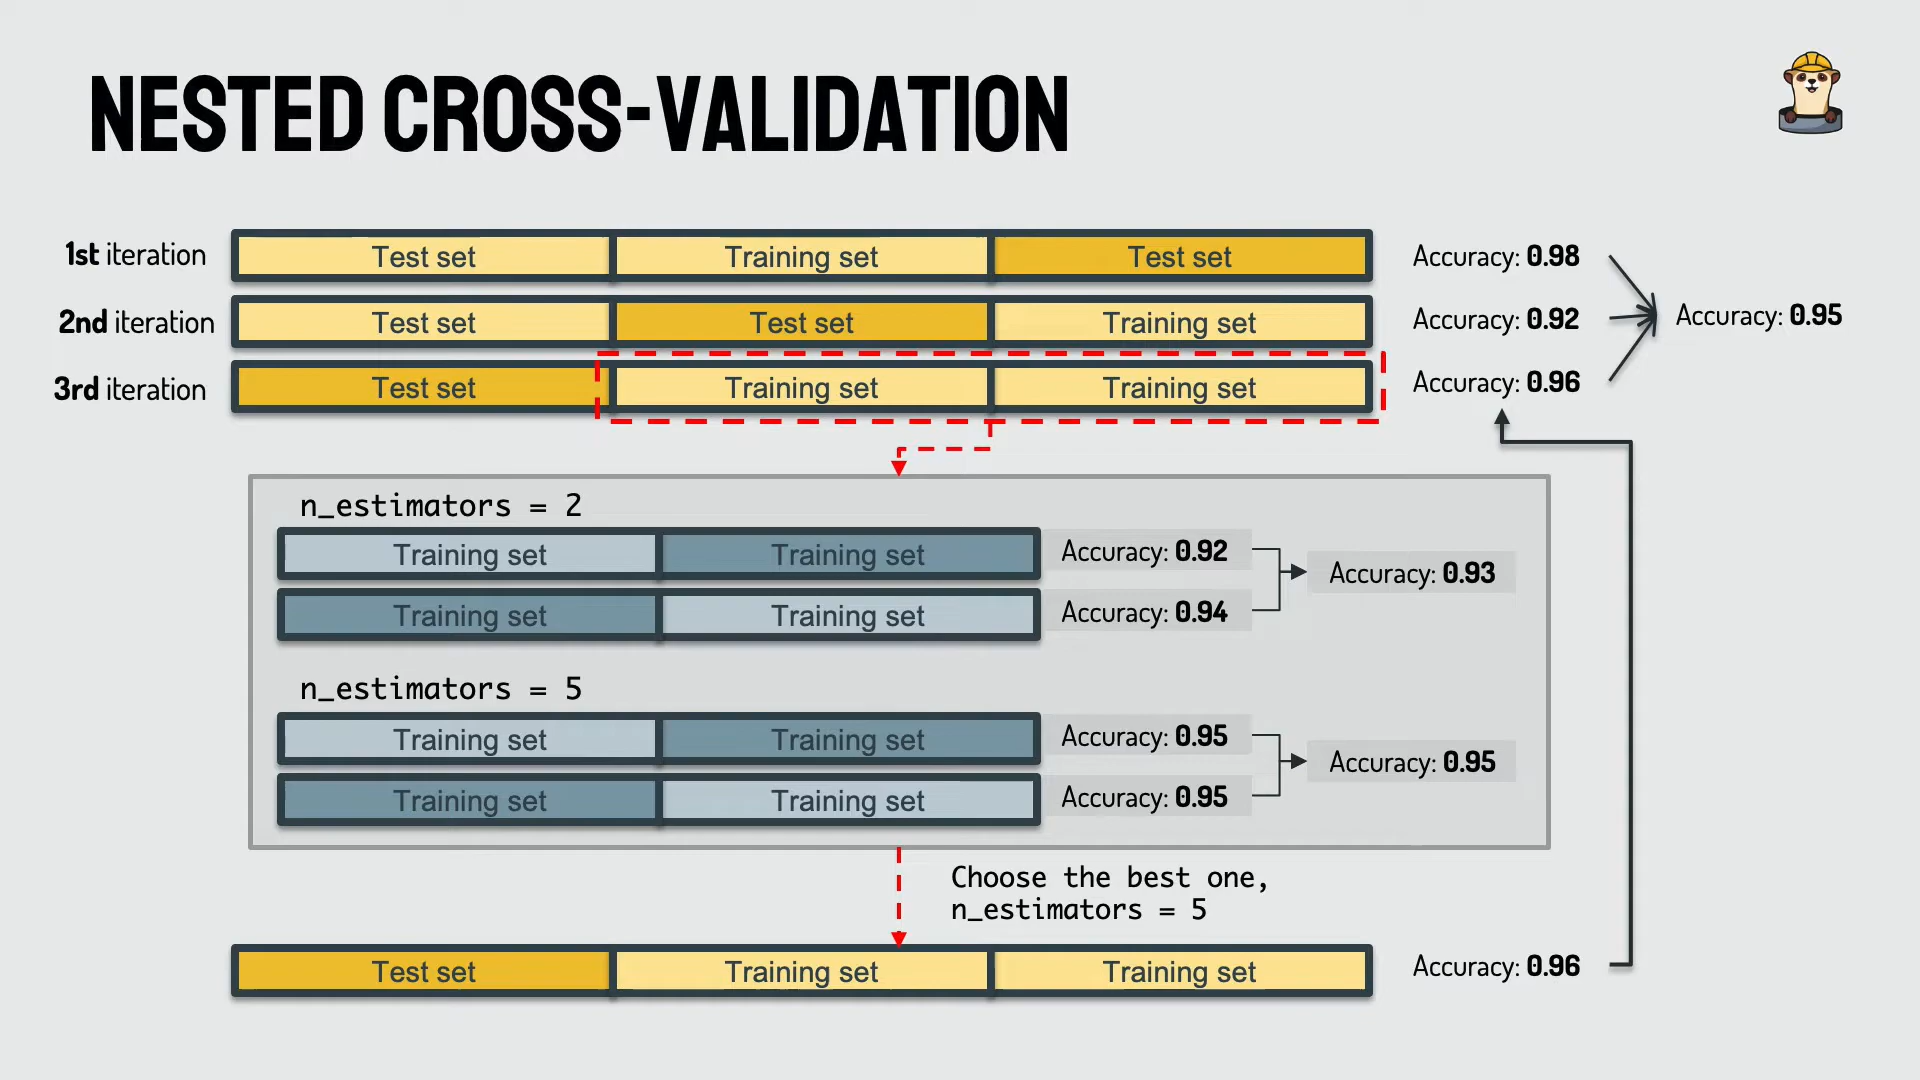 NESTED CROSS-VALIDATION
1st iteration Test set Training set Test set Accuracy: 0.98
2nd iteration Test set Test set Training set Accuracy: 0.92 Accuracy: 0.95
3rd iteration Test set Training set Training set Accuracy: 0.96
n_estimators = 2
Training set Training set Accuracy: 0.92 Accuracy: 0.93
Training set Training set Accuracy: 0.94
n_estimators = 5
Training set Training set Accuracy: 0.95 Accuracy: 0.95
Training set Training set Accuracy: 0.95
Choose the best one,
n_estimators = 5
Test set Training set Training set Accuracy: 0.96